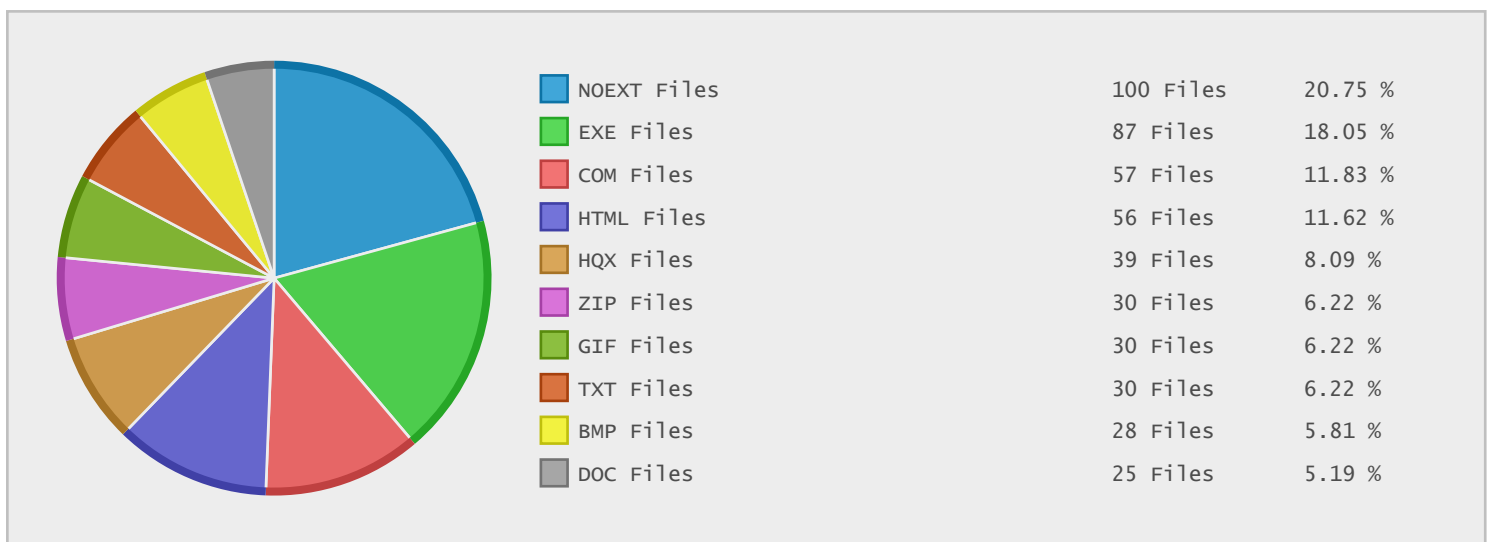 NOEXT Files 100 Files 20.75 %
EXE Files 87 Files 18.05 %
COM Files 57 Files 11.83 %
HTML Files 56 Files 11.62 %
HQX Files 39 Files 8.09 %
ZIP Files 30 Files 6.22 %
GIF Files 30 Files 6.22 %
TXT Files 30 Files 6.22 %
BMP Files 28 Files 5.81 %
DOC Files 25 Files 5.19 %